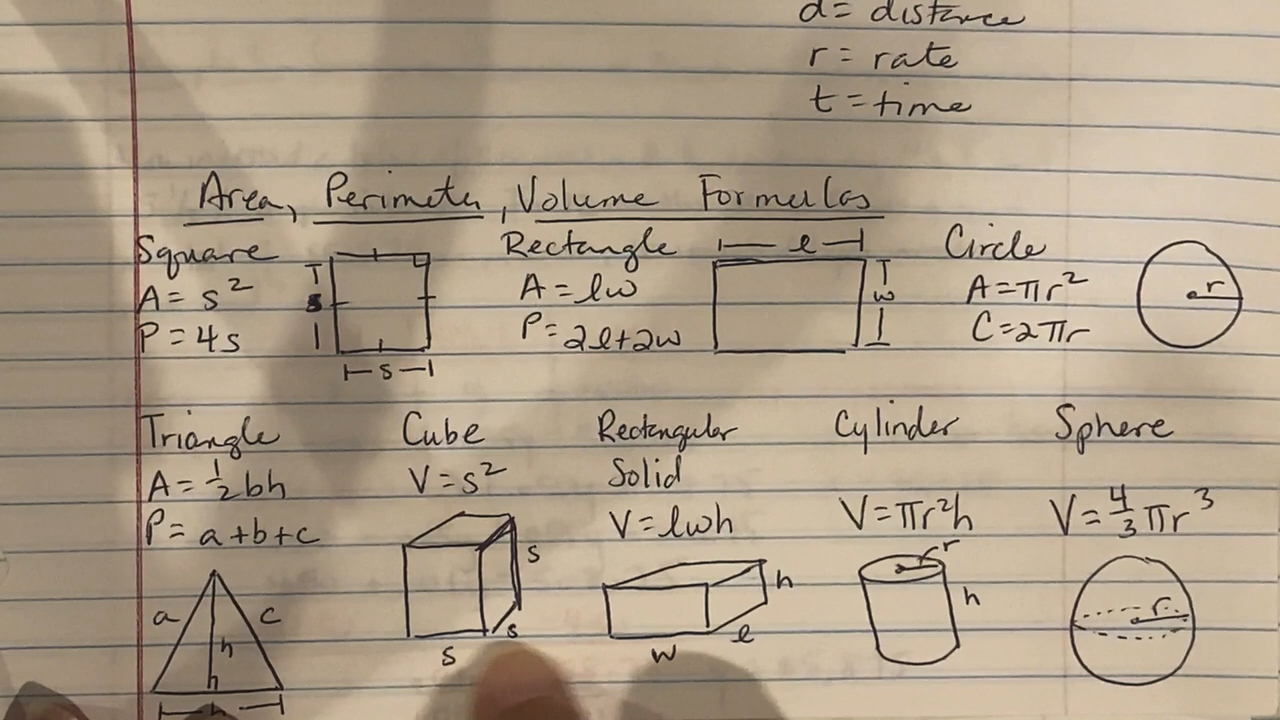 d = distance
r = rate
t = time
Area, Perimeter, Volume Formulas
Square
A = s²
P = 4s
s
s
Rectangle
A = lw
P = 2l+2w
l
w
Circle
A = πr²
C = 2πr
r
Triangle
A = ½bh
P = a+b+c
a
c
h
Cube
V = s²
s
s
s
Rectangular
Solid
V = lwh
h
l
w
Cylinder
V = πr²h
r
h
Sphere
V = 4/3 πr³
r